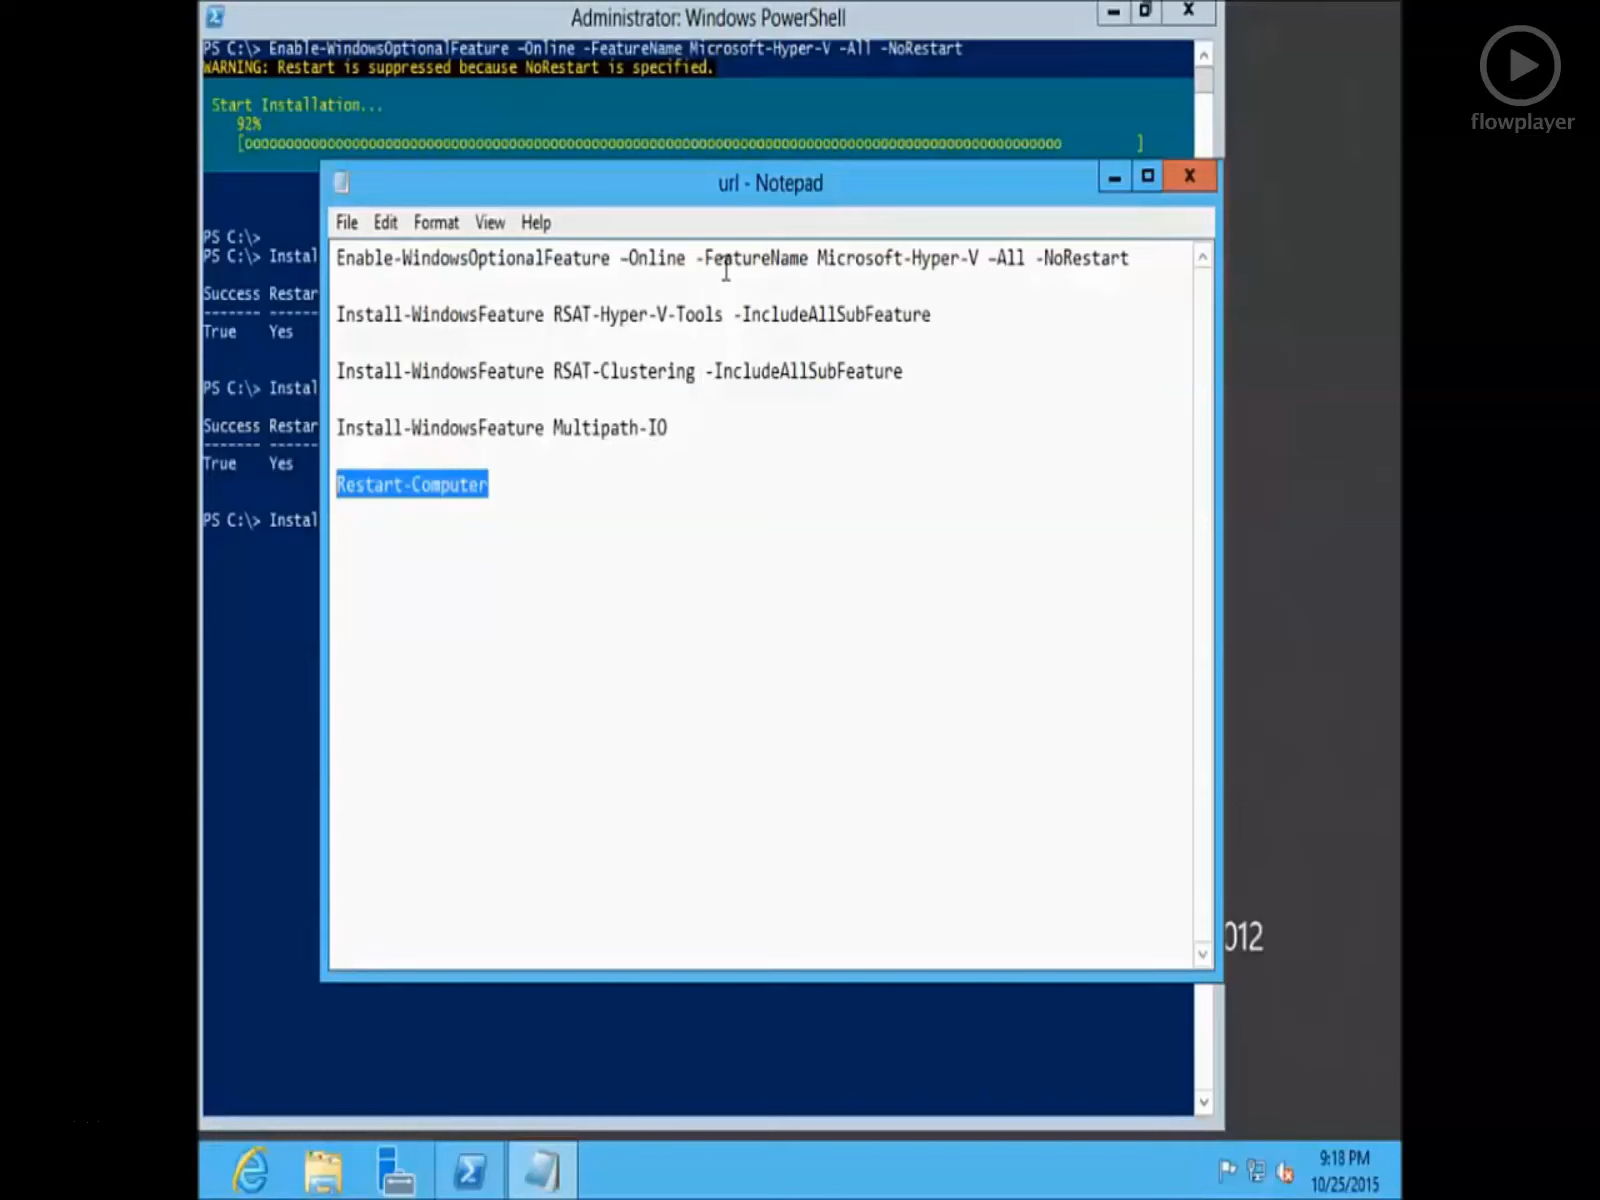 Administrator: Windows PowerShell
PS C:\> Enable-WindowsOptionalFeature -Online -FeatureName Microsoft-Hyper-V -All -NoRestart
WARNING: Restart is suppressed because NoRestart is specified.
Start Installation...
92%
[oooooooooooooooooooooooooooooooooooooooooooooooooooooooooooooooooooooooooooooooooooooooooooooooooo ]
flowplayer
url - Notepad
File Edit Format View Help
PS C:\>
PS C:\> Instal
Success Restar
------- ------
True Yes
PS C:\> Instal
Success Restar
------- ------
True Yes
PS C:\> Instal
Enable-WindowsOptionalFeature –Online -FeatureName Microsoft-Hyper-V –All -NoRestart
Install-WindowsFeature RSAT-Hyper-V-Tools -IncludeAllSubFeature
Install-WindowsFeature RSAT-Clustering -IncludeAllSubFeature
Install-WindowsFeature Multipath-IO
Restart-Computer
012
9:18 PM
10/25/2015